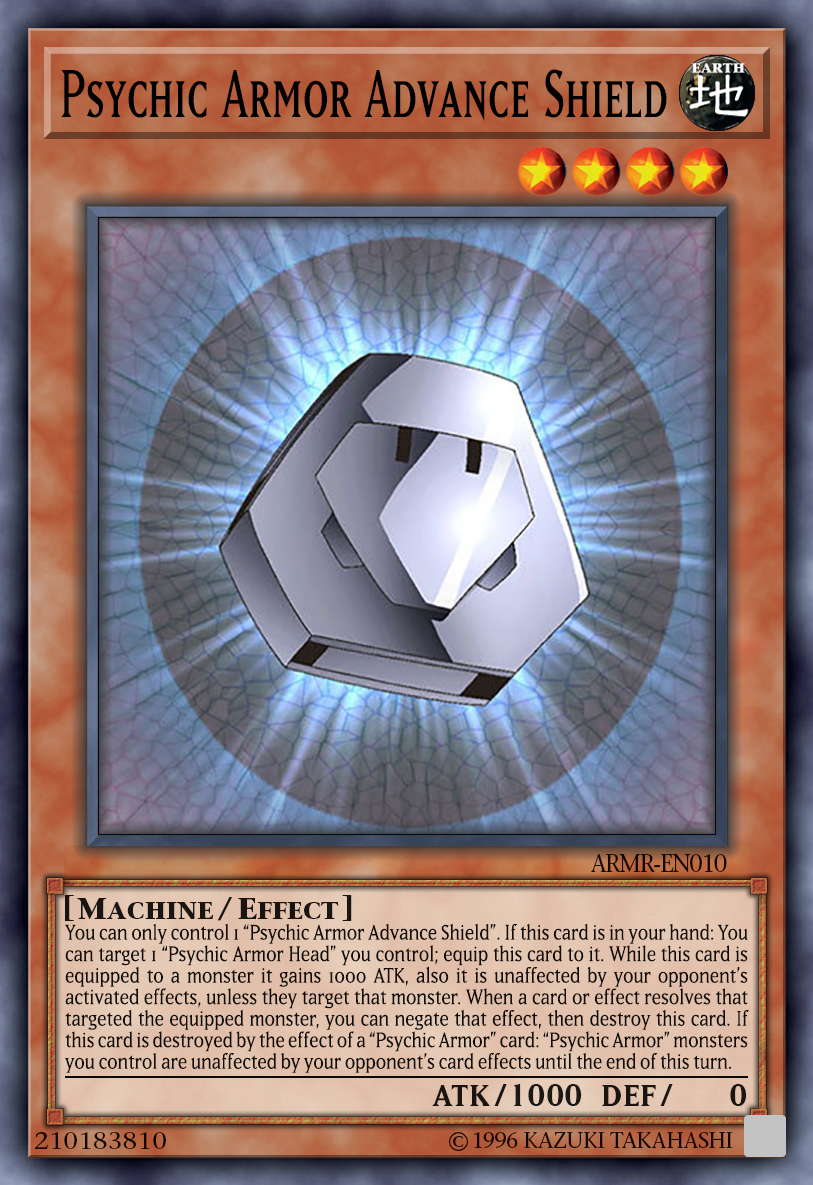 Psychic Armor Advance Shield
EARTH
地
[Machine / Effect]
ARMR-EN010
You can only control 1 “Psychic Armor Advance Shield”. If this card is in your hand: You
can target 1 “Psychic Armor Head” you control; equip this card to it. While this card is
equipped to a monster it gains 1000 ATK, also it is unaffected by your opponent’s
activated effects, unless they target that monster. When a card or effect resolves that
targeted the equipped monster, you can negate that effect, then destroy this card. If
this card is destroyed by the effect of a “Psychic Armor” card: “Psychic Armor” monsters
you control are unaffected by your opponent’s card effects until the end of this turn.
ATK/1000 DEF/ 0
210183810
© 1996 KAZUKI TAKAHASHI